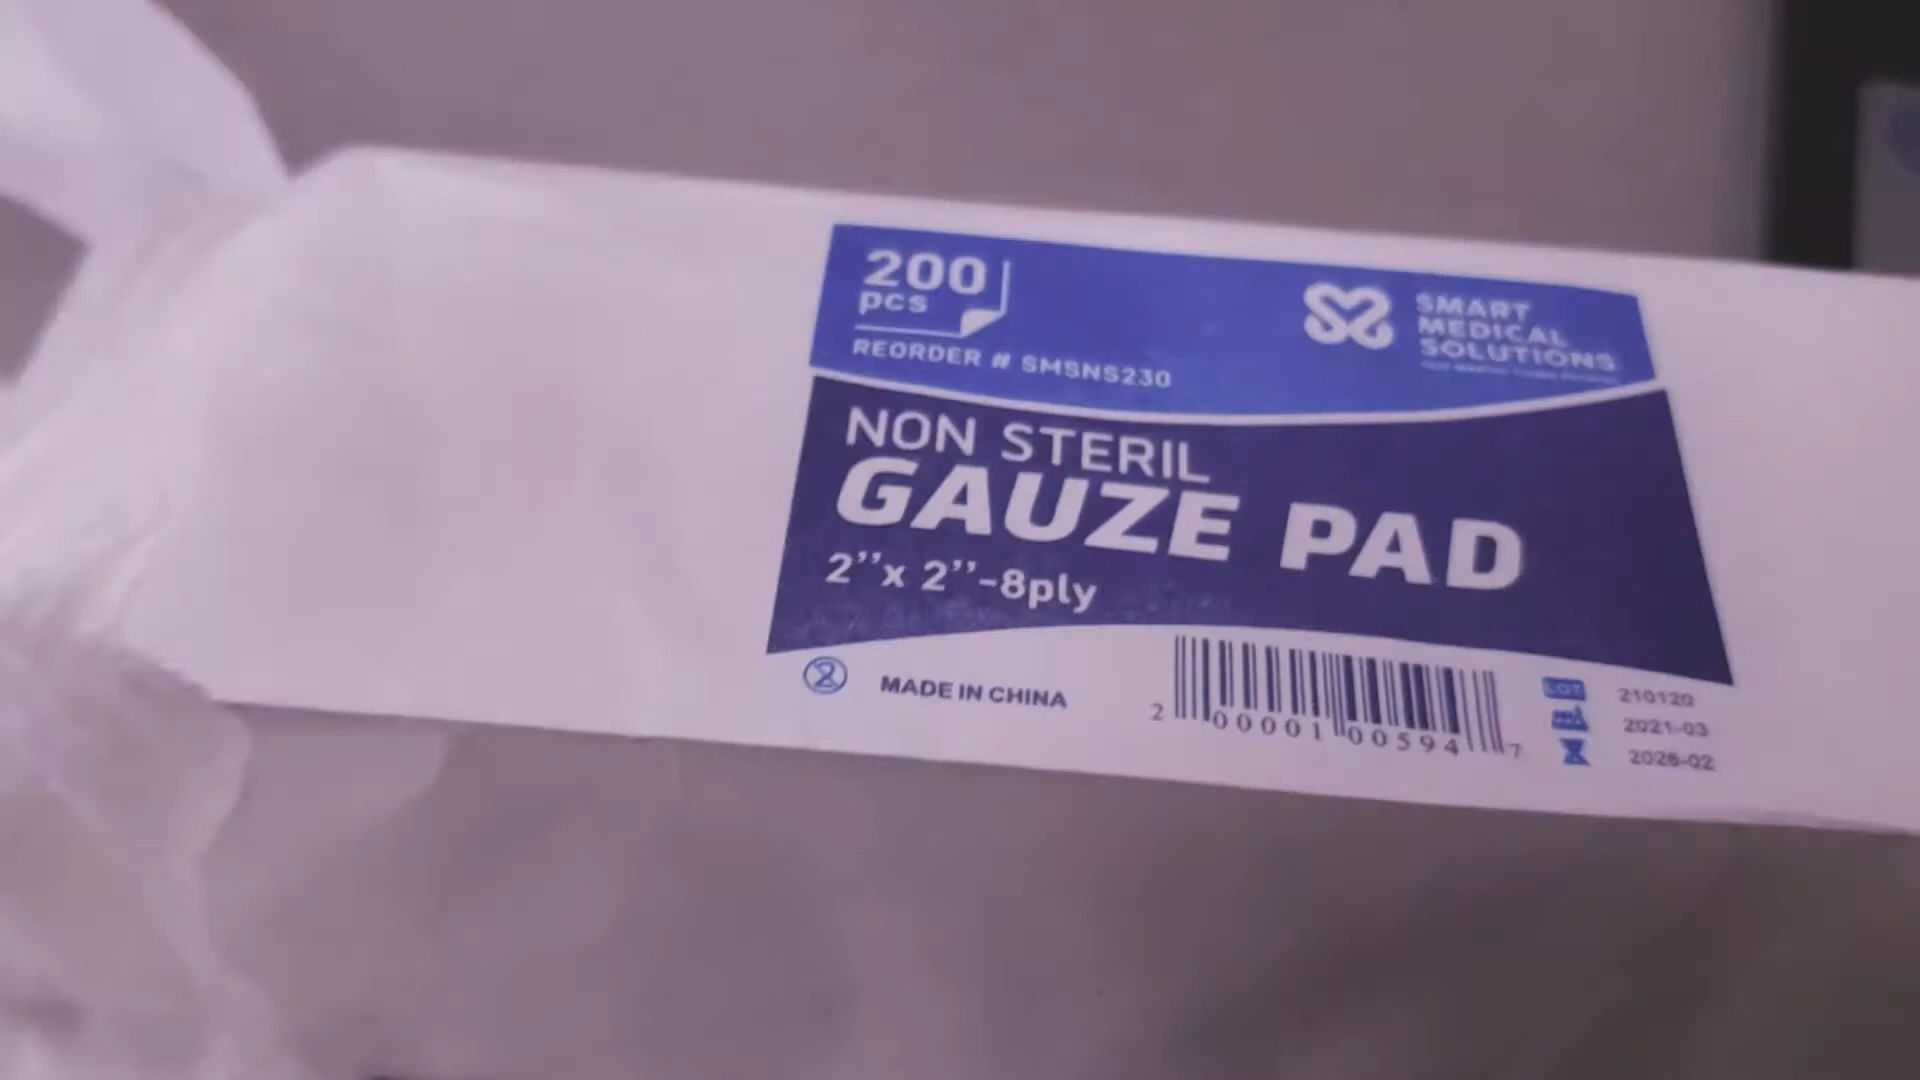 200
pcs
REORDER # SMSNS230
SMART
MEDICAL
SOLUTIONS
NON STERIL
GAUZE PAD
2''x 2''-8ply
2
MADE IN CHINA
2 00001 00594 7
LOT 210120
2021-03
2026-02